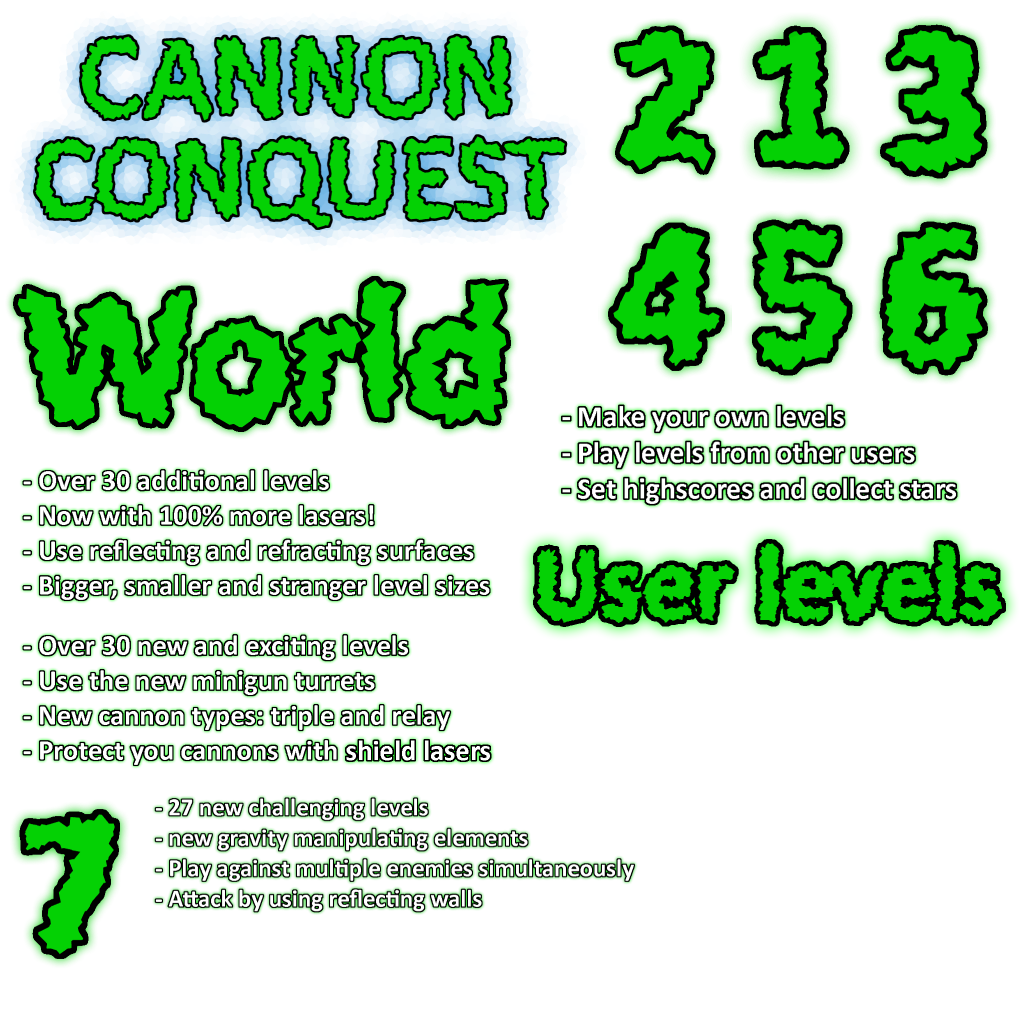 CANNON
CONQUEST
2 1 3
4 5 6
World
- Make your own levels
- Play levels from other users
- Set highscores and collect stars
- Over 30 additional levels
- Now with 100% more lasers!
- Use reflecting and refracting surfaces
- Bigger, smaller and stranger level sizes
User levels
- Over 30 new and exciting levels
- Use the new minigun turrets
- New cannon types: triple and relay
- Protect you cannons with shield lasers
7
- 27 new challenging levels
- new gravity manipulating elements
- Play against multiple enemies simultaneously
- Attack by using reflecting walls